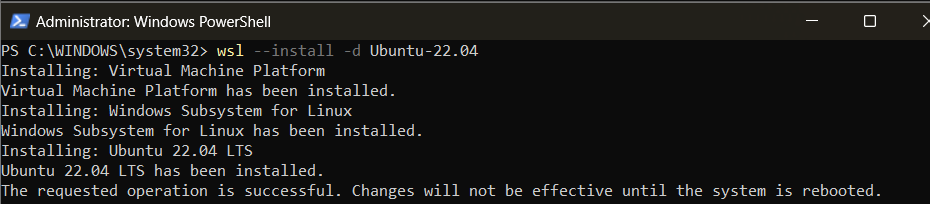 Administrator: Windows PowerShell
PS C:\WINDOWS\system32> wsl --install -d Ubuntu-22.04
Installing: Virtual Machine Platform
Virtual Machine Platform has been installed.
Installing: Windows Subsystem for Linux
Windows Subsystem for Linux has been installed.
Installing: Ubuntu 22.04 LTS
Ubuntu 22.04 LTS has been installed.
The requested operation is successful. Changes will not be effective until the system is rebooted.